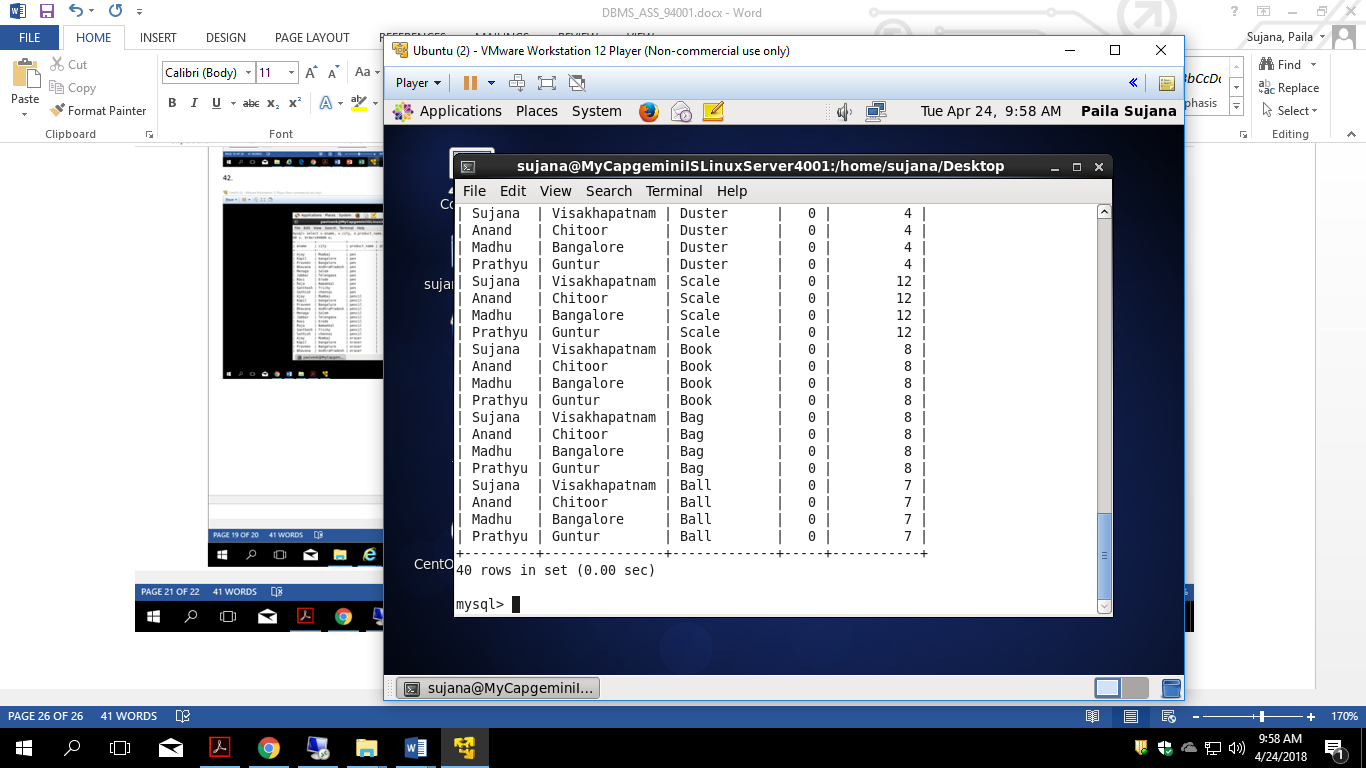 DBMS_ASS_94001.docx - Word
FILE HOME INSERT DESIGN PAGE LAYOUT REFERENCES MAILINGS REVIEW VIEW
Sujana, Paila
Paste
Cut
Copy
Format Painter
Clipboard
Calibri (Body) 11
Font
Find
Replace
Select
Editing
Ubuntu (2) - VMware Workstation 12 Player (Non-commercial use only)
Player
Applications Places System Tue Apr 24, 9:58 AM Paila Sujana
sujana@MyCapgeminiISLinuxServer4001:/home/sujana/Desktop
File Edit View Search Terminal Help
| Sujana | Visakhapatnam | Duster | 0 | 4 |
| Anand | Chitoor | Duster | 0 | 4 |
| Madhu | Bangalore | Duster | 0 | 4 |
| Prathyu | Guntur | Duster | 0 | 4 |
| Sujana | Visakhapatnam | Scale | 0 | 12 |
| Anand | Chitoor | Scale | 0 | 12 |
| Madhu | Bangalore | Scale | 0 | 12 |
| Prathyu | Guntur | Scale | 0 | 12 |
| Sujana | Visakhapatnam | Book | 0 | 8 |
| Anand | Chitoor | Book | 0 | 8 |
| Madhu | Bangalore | Book | 0 | 8 |
| Prathyu | Guntur | Book | 0 | 8 |
| Sujana | Visakhapatnam | Bag | 0 | 8 |
| Anand | Chitoor | Bag | 0 | 8 |
| Madhu | Bangalore | Bag | 0 | 8 |
| Prathyu | Guntur | Bag | 0 | 8 |
| Sujana | Visakhapatnam | Ball | 0 | 7 |
| Anand | Chitoor | Ball | 0 | 7 |
| Madhu | Bangalore | Ball | 0 | 7 |
| Prathyu | Guntur | Ball | 0 | 7 |
+---------+---------------+-------------+-----+-----------+
40 rows in set (0.00 sec)
mysql>
sujana@MyCapgeminiI...
42.
PAGE 19 OF 20 41 WORDS
PAGE 21 OF 22 41 WORDS
PAGE 26 OF 26 41 WORDS
170%
9:58 AM
4/24/2018